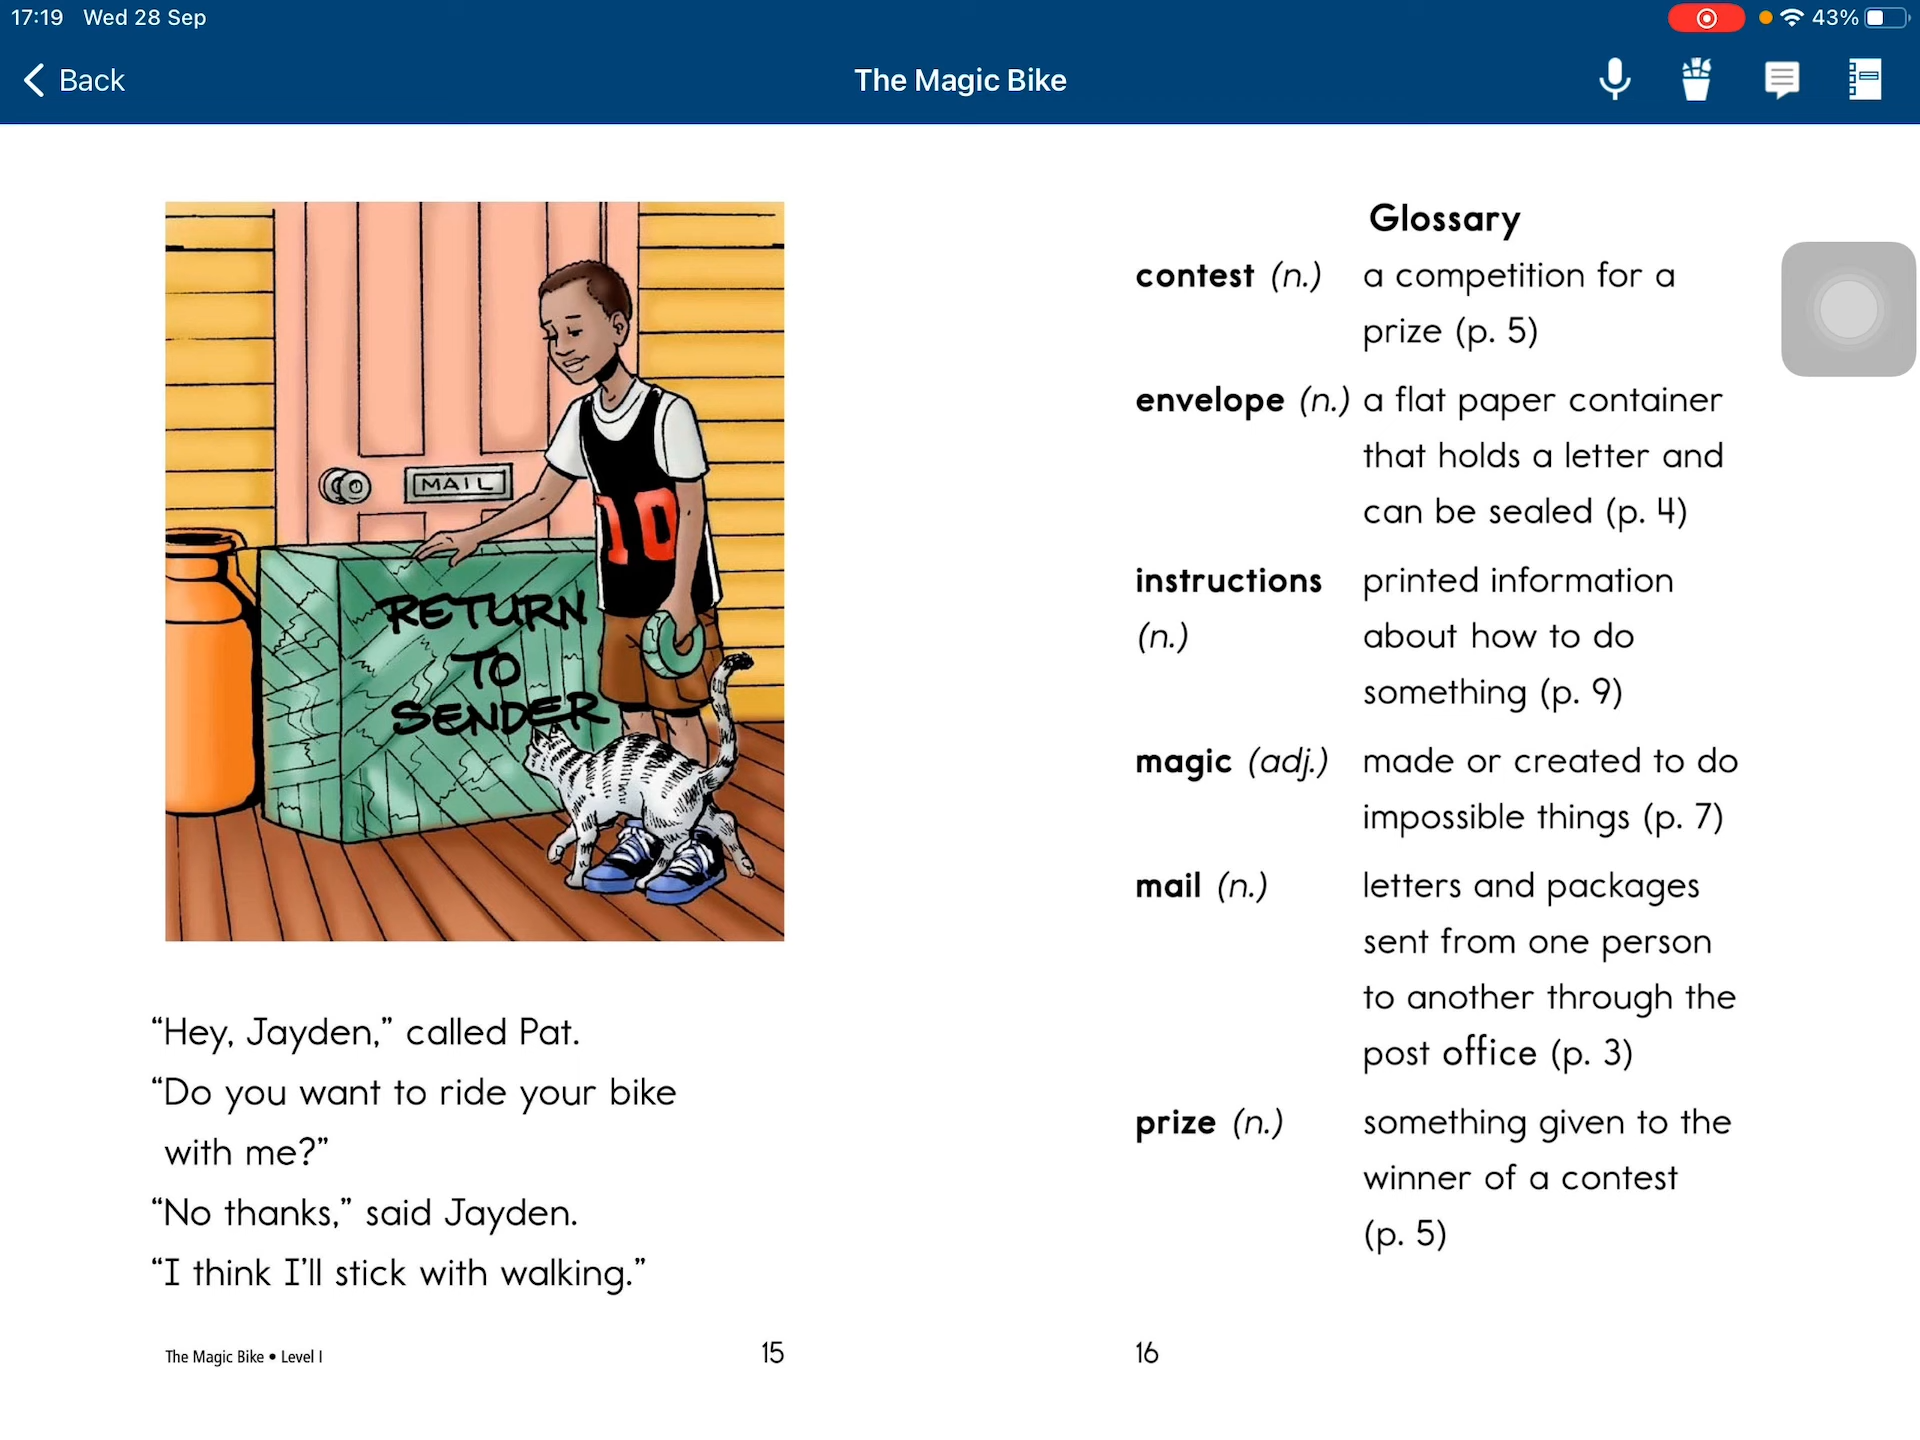 17:19 Wed 28 Sep
43%
Back
The Magic Bike
MAIL
10
RETURN
TO
SENDER
“Hey, Jayden,” called Pat.
“Do you want to ride your bike
with me?”
“No thanks,” said Jayden.
“I think I’ll stick with walking.”
The Magic Bike • Level I
15
Glossary
contest (n.) a competition for a
prize (p. 5)
envelope (n.) a flat paper container
that holds a letter and
can be sealed (p. 4)
instructions printed information
(n.) about how to do
something (p. 9)
magic (adj.) made or created to do
impossible things (p. 7)
mail (n.) letters and packages
sent from one person
to another through the
post office (p. 3)
prize (n.) something given to the
winner of a contest
(p. 5)
16